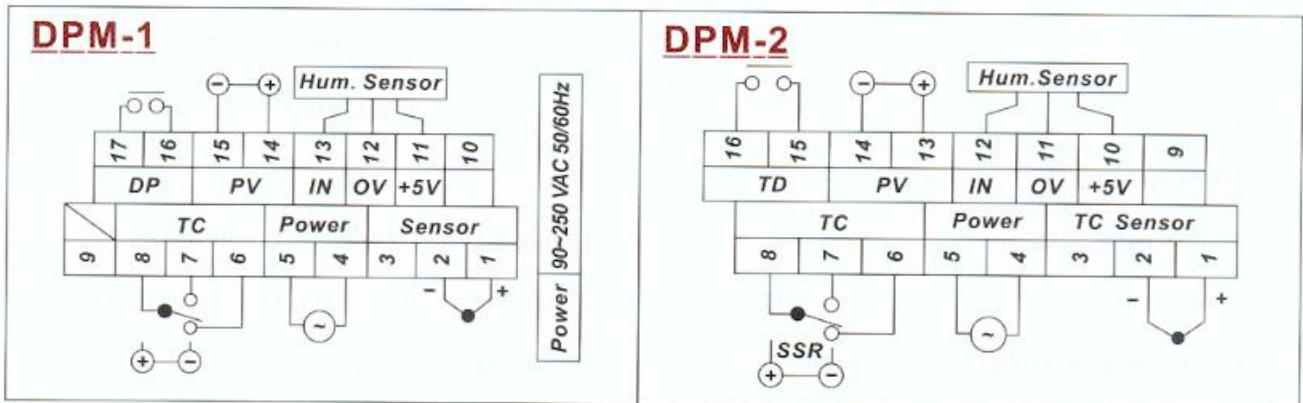 DPM-1
Hum. Sensor
17 16 15 14 13 12 11 10
DP PV IN OV +5V
TC Power Sensor
9 8 7 6 5 4 3 2 1
- +
~
+ -
Power 90~250 VAC 50/60Hz
DPM-2
Hum.Sensor
16 15 14 13 12 11 10 9
TD PV IN OV +5V
TC Power TC Sensor
8 7 6 5 4 3 2 1
- +
~
SSR
+ -